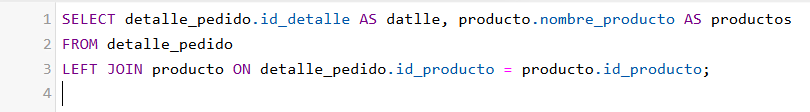 1 SELECT detalle_pedido.id_detalle AS datlle, producto.nombre_producto AS productos
2 FROM detalle_pedido
3 LEFT JOIN producto ON detalle_pedido.id_producto = producto.id_producto;
4